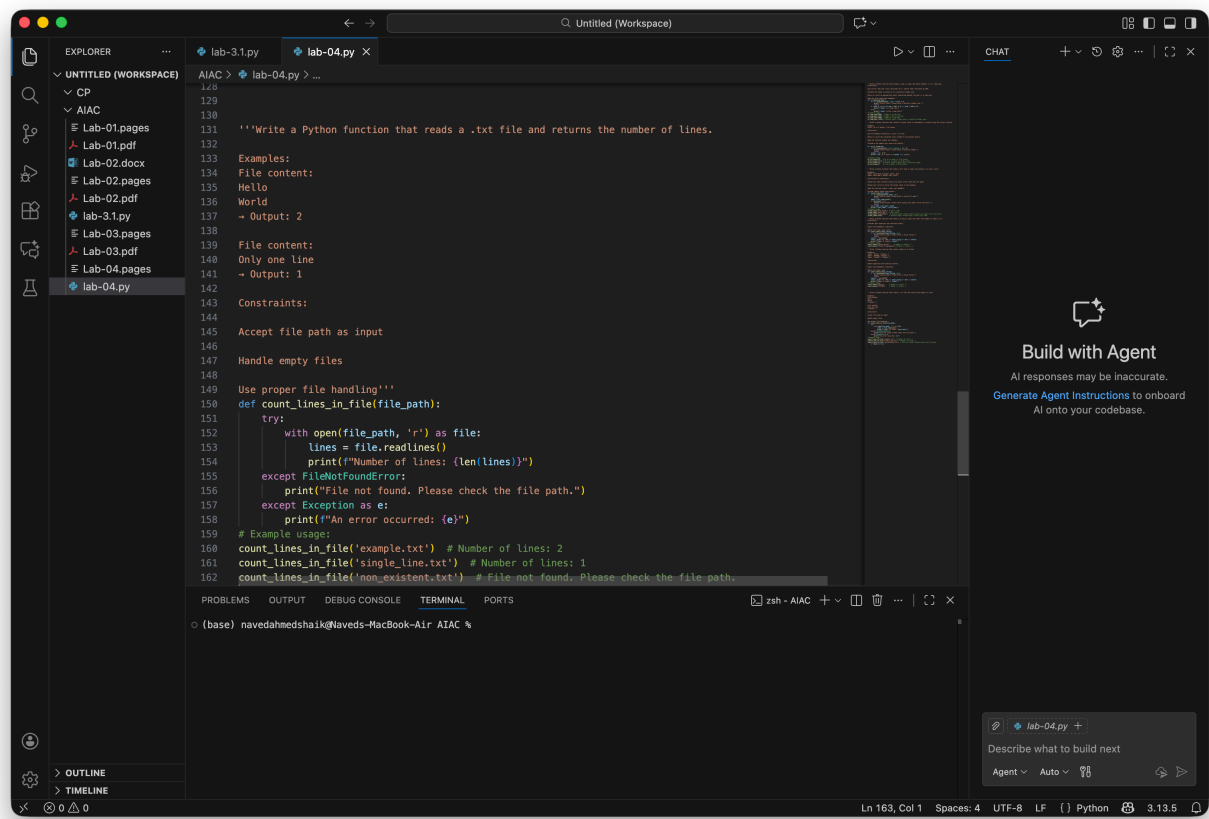 Untitled (Workspace)
EXPLORER
UNTITLED (WORKSPACE)
CP
AIAC
Lab-01.pages
Lab-01.pdf
Lab-02.docx
Lab-02.pages
Lab-02.pdf
lab-3.1.py
Lab-03.pages
Lab-03.pdf
Lab-04.pages
lab-04.py
OUTLINE
TIMELINE
lab-3.1.py
lab-04.py
AIAC > lab-04.py > ...
128
129
130
131 '''Write a Python function that reads a .txt file and returns the number of lines.
132
133 Examples:
134 File content:
135 Hello
136 World
137 → Output: 2
138
139 File content:
140 Only one line
141 → Output: 1
142
143 Constraints:
144
145 Accept file path as input
146
147 Handle empty files
148
149 Use proper file handling'''
150 def count_lines_in_file(file_path):
151 try:
152 with open(file_path, 'r') as file:
153 lines = file.readlines()
154 print(f"Number of lines: {len(lines)}")
155 except FileNotFoundError:
156 print("File not found. Please check the file path.")
157 except Exception as e:
158 print(f"An error occurred: {e}")
159 # Example usage:
160 count_lines_in_file('example.txt') # Number of lines: 2
161 count_lines_in_file('single_line.txt') # Number of lines: 1
162 count_lines_in_file('non_existent.txt') # File not found. Please check the file path.
PROBLEMS OUTPUT DEBUG CONSOLE TERMINAL PORTS
zsh - AIAC
(base) navedahmedshaik@Naveds-MacBook-Air AIAC %
CHAT
Build with Agent
AI responses may be inaccurate.
Generate Agent Instructions to onboard
AI onto your codebase.
lab-04.py
Describe what to build next
Agent Auto
0 0
Ln 163, Col 1 Spaces: 4 UTF-8 LF { } Python 3.13.5